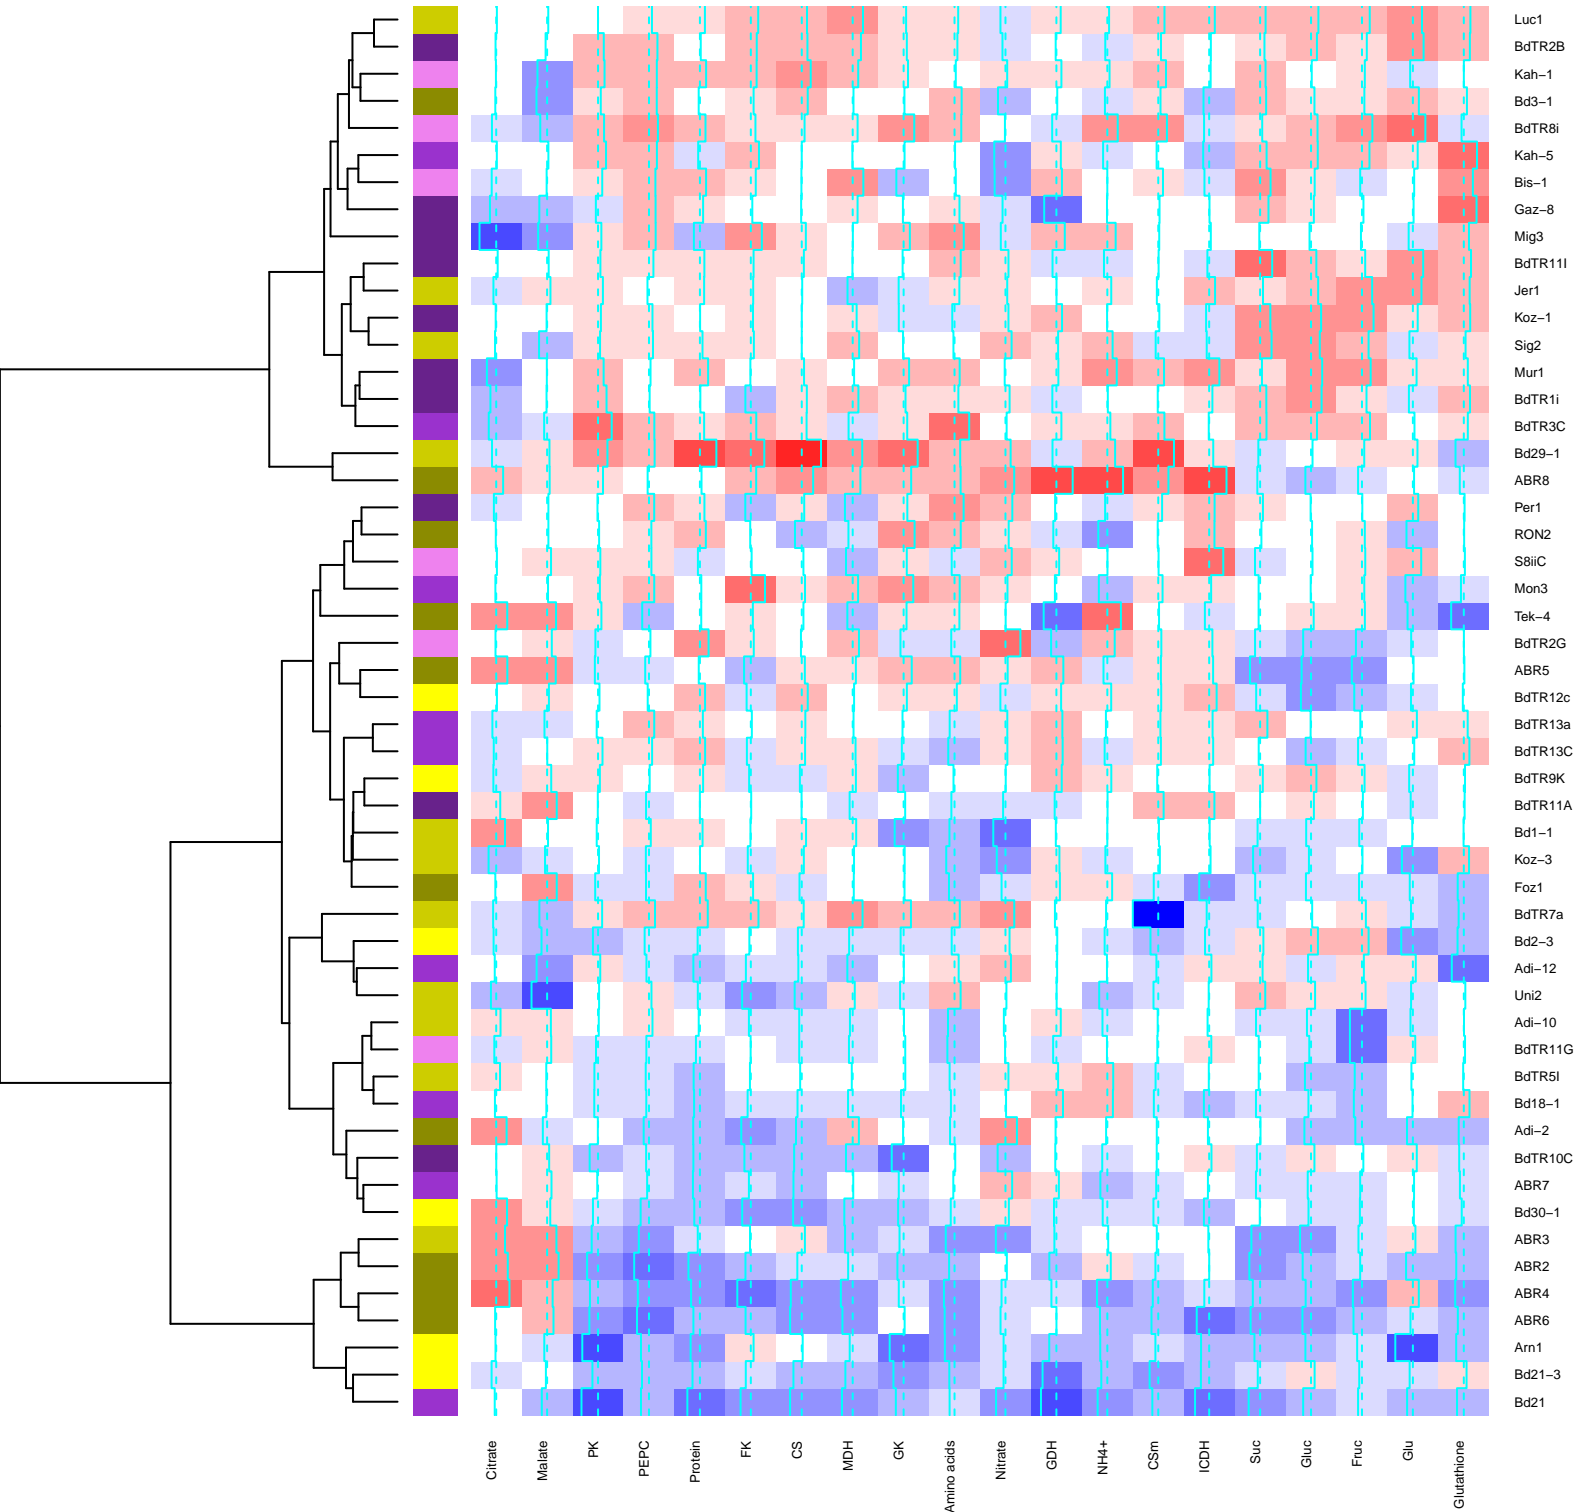 Luc1
BdTR2B
Kah−1
Bd3−1
BdTR8i
Kah−5
Bis−1
Gaz−8
Mig3
BdTR11I
Jer1
Koz−1
Sig2
Mur1
BdTR1i
BdTR3C
Bd29−1
ABR8
Per1
RON2
S8iiC
Mon3
Tek−4
BdTR2G
ABR5
BdTR12c
BdTR13a
BdTR13C
BdTR9K
BdTR11A
Bd1−1
Koz−3
Foz1
BdTR7a
Bd2−3
Adi−12
Uni2
Adi−10
BdTR11G
BdTR5I
Bd18−1
Adi−2
BdTR10C
ABR7
Bd30−1
ABR3
ABR2
ABR4
ABR6
Arn1
Bd21−3
Bd21
Citrate
Malate
PK
PEPC
Protein
FK
CS
MDH
GK
Amino acids
Nitrate
GDH
NH4+
CSm
ICDH
Suc
Gluc
Fruc
Glu
Glutathione